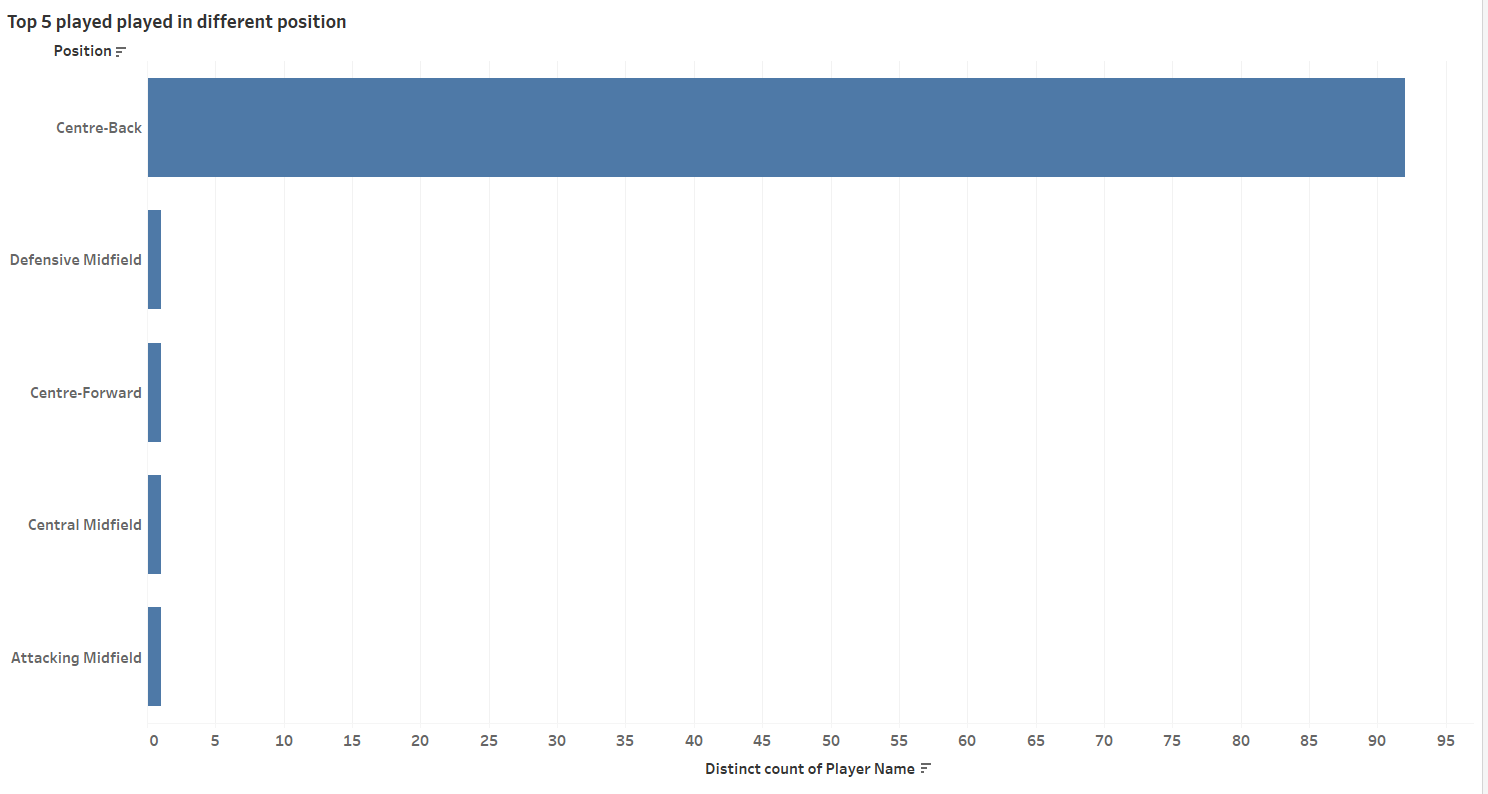 Top 5 played played in different position
Position
Centre-Back
Defensive Midfield
Centre-Forward
Central Midfield
Attacking Midfield
0 5 10 15 20 25 30 35 40 45 50 55 60 65 70 75 80 85 90 95
Distinct count of Player Name